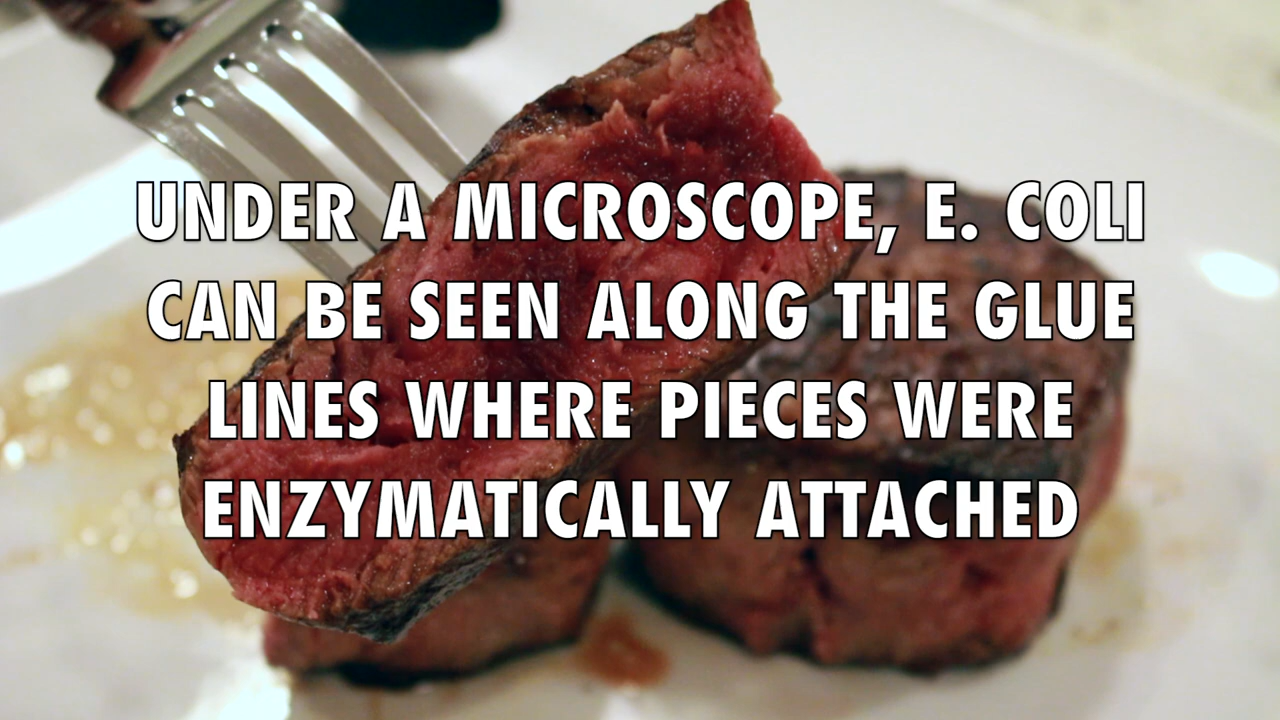 UNDER A MICROSCOPE, E. COLI
CAN BE SEEN ALONG THE GLUE
LINES WHERE PIECES WERE
ENZYMATICALLY ATTACHED